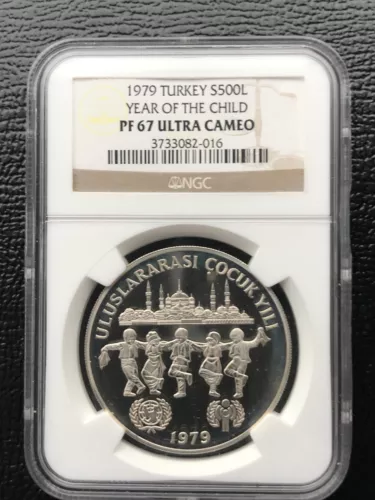 1979 TURKEY S500L
YEAR OF THE CHILD
PF 67 ULTRA CAMEO
3733082-016
NGC
ULUSLARARASI ÇOCUK YILI
1979